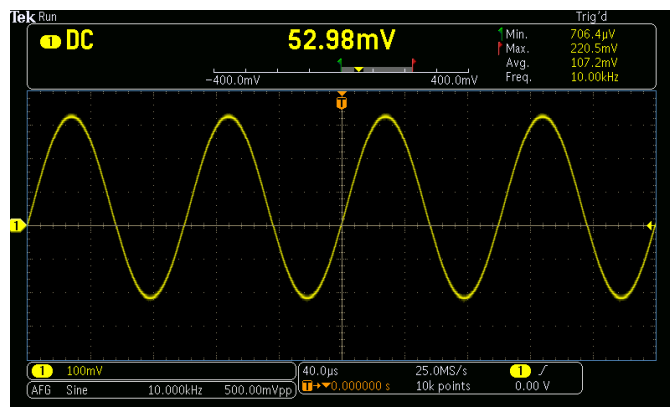 Tek Run Trig'd
1 DC 52.98mV
Min. 706.4µV
Max. 220.5mV
Avg. 107.2mV
Freq. 10.00kHz
-400.0mV 400.0mV
T
1
1 100mV
AFG Sine 10.000kHz 500.00mVpp
40.0µs 25.0MS/s
T→▼0.000000 s 10k points
1 ∫
0.00 V